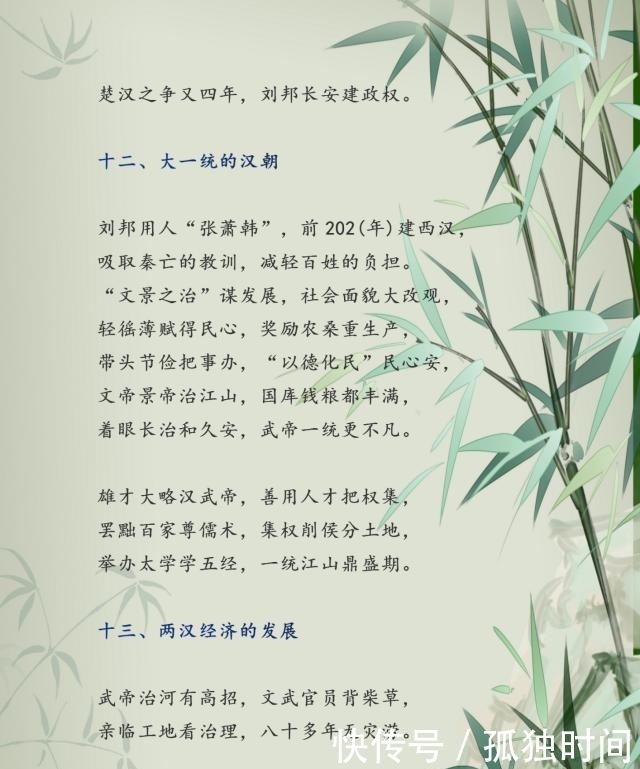 楚汉之争又四年，刘邦长安建政权。
十二、大一统的汉朝
刘邦用人“张萧韩”，前202(年)建西汉，
吸取秦亡的教训，减轻百姓的负担。
“文景之治”谋发展，社会面貌大改观，
轻徭薄赋得民心，奖励农桑重生产，
带头节俭把事办，“以德化民”民心安，
文帝景帝治江山，国库钱粮都丰满，
着眼长治和久安，武帝一统更不凡。
雄才大略汉武帝，善用人才把权集，
罢黜百家尊儒术，集权削侯分土地，
举办太学学五经，一统江山鼎盛期。
十三、两汉经济的发展
武帝治河有高招，文武官员背柴草，
亲临工地看治理，八十多年无灾涝。
快传号 / 孤独时间